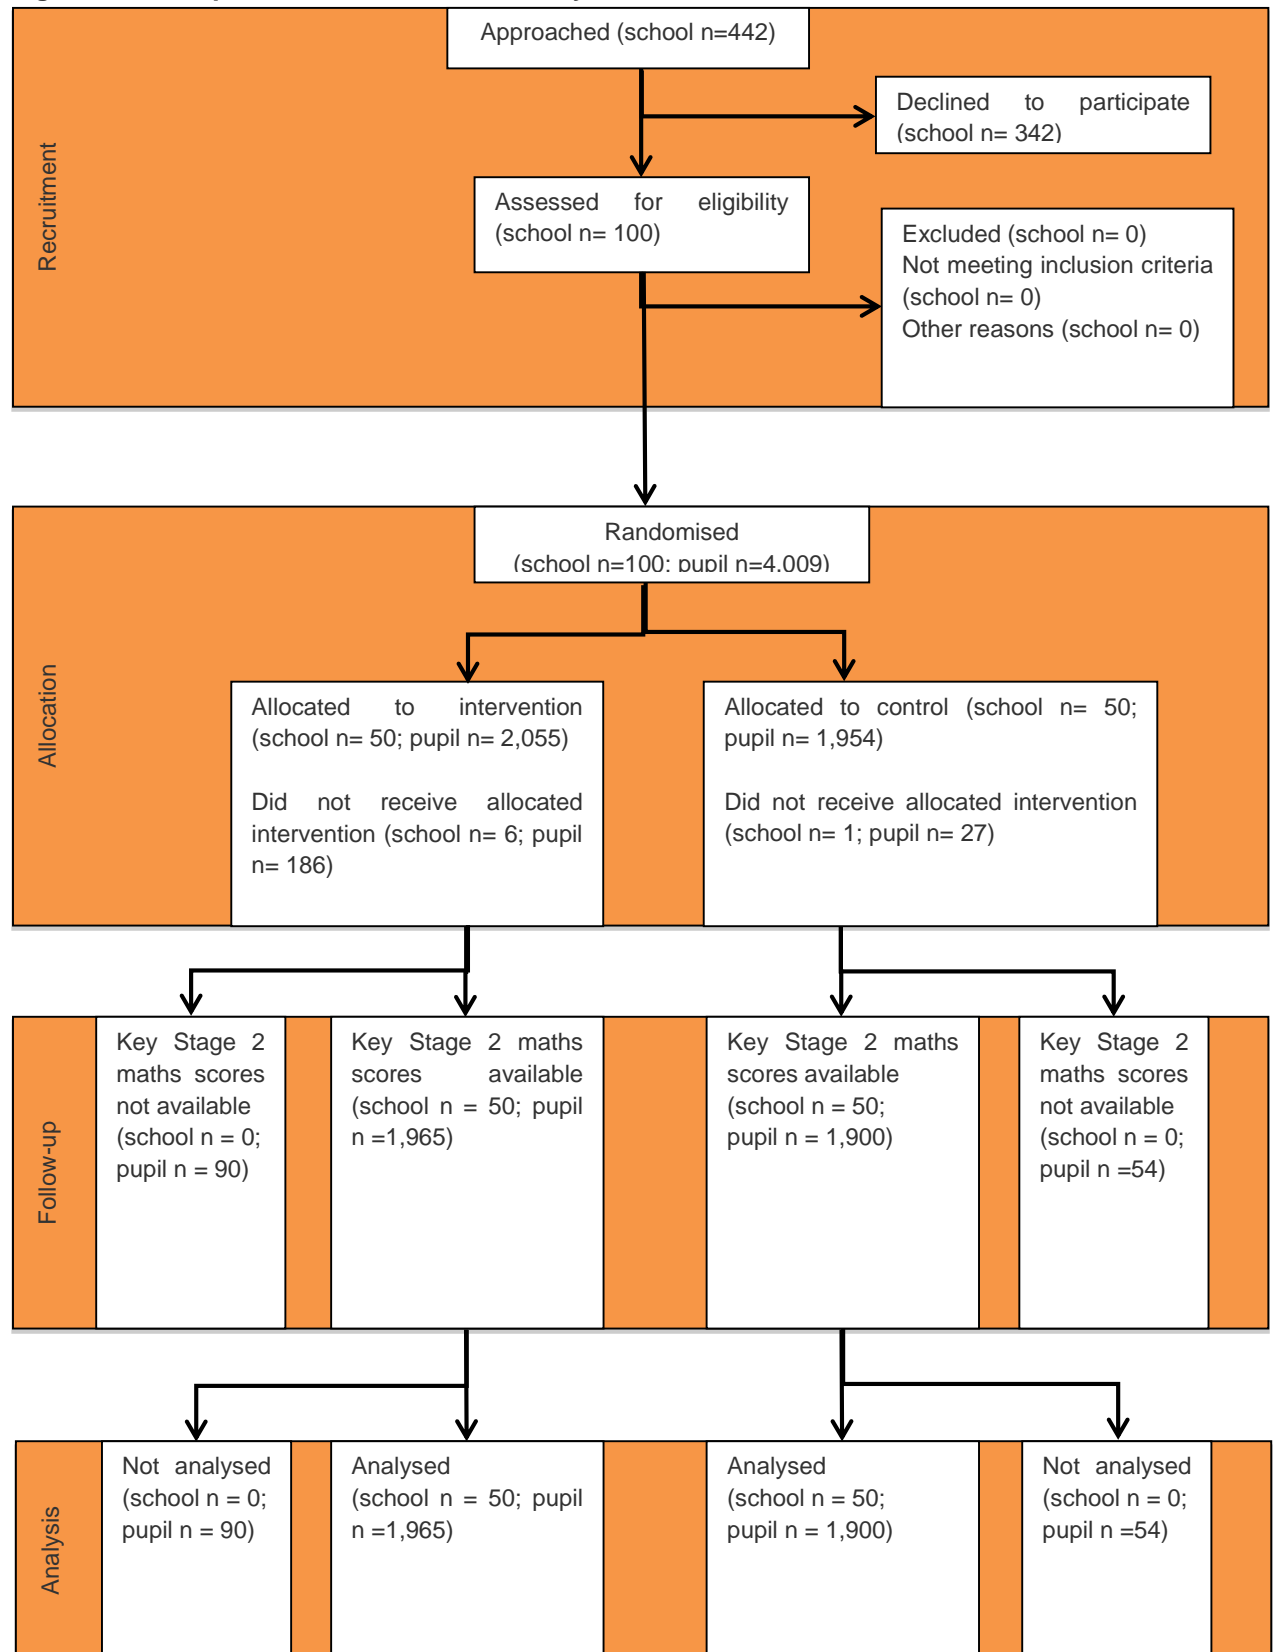 Approached (school n=442)
Declined to participate
(school n= 342)
Recruitment
Assessed for eligibility
(school n= 100)
Excluded (school n= 0)
Not meeting inclusion criteria
(school n= 0)
Other reasons (school n= 0)
Randomised
(school n=100; pupil n=4,009)
Allocation
Allocated to intervention
(school n= 50; pupil n= 2,055)
Did not receive allocated
intervention (school n= 6; pupil
n= 186)
Allocated to control (school n= 50;
pupil n= 1,954)
Did not receive allocated intervention
(school n= 1; pupil n= 27)
Follow-up
Key Stage 2
maths scores
not available
(school n = 0;
pupil n = 90)
Key Stage 2 maths
scores available
(school n = 50; pupil
n =1,965)
Key Stage 2 maths
scores available
(school n = 50;
pupil n = 1,900)
Key Stage 2
maths scores
not available
(school n = 0;
pupil n =54)
Analysis
Not analysed
(school n = 0;
pupil n = 90)
Analysed
(school n = 50; pupil
n =1,965)
Analysed
(school n = 50;
pupil n = 1,900)
Not analysed
(school n = 0;
pupil n =54)